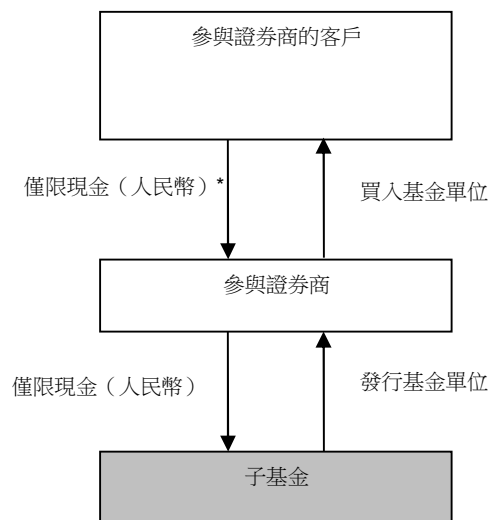 參與證券商的客戶
僅限現金（人民幣）*
買入基金單位
參與證券商
僅限現金（人民幣）
發行基金單位
子基金